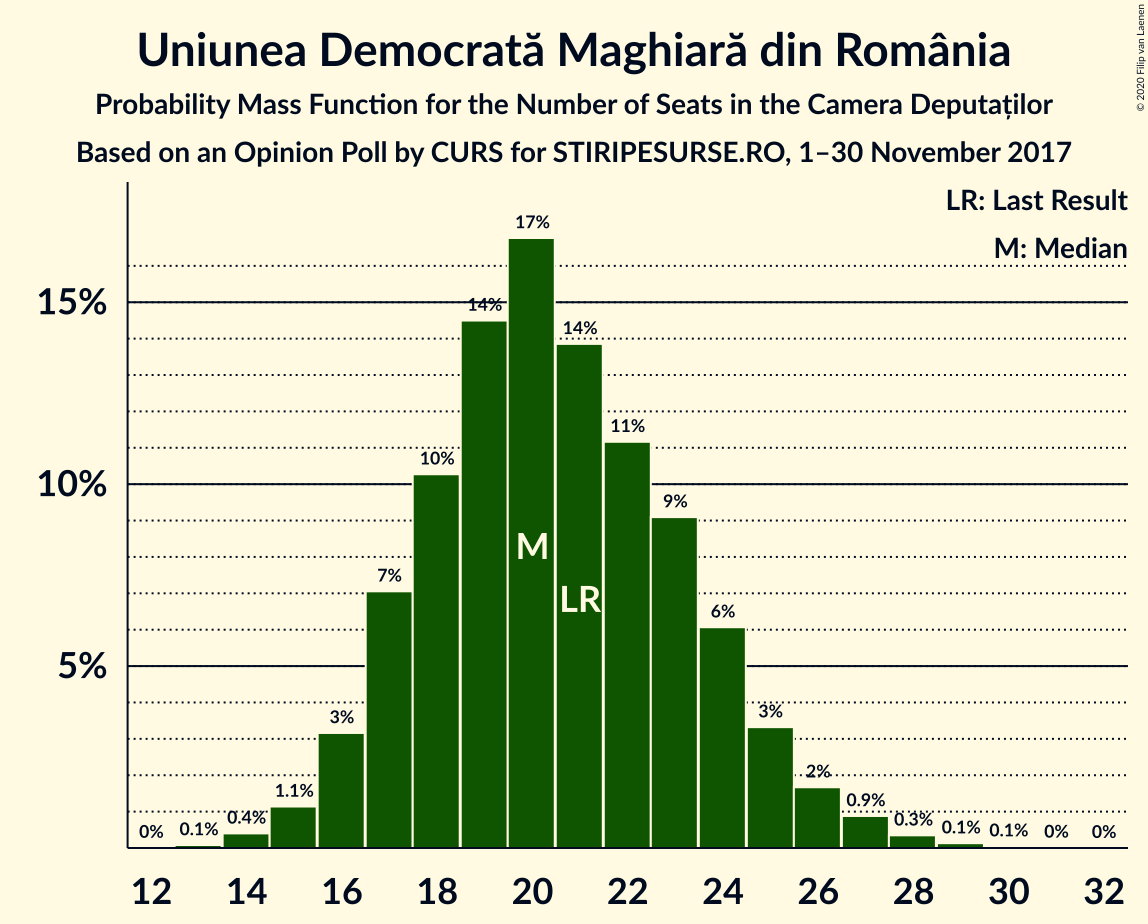 Uniunea Democrată Maghiară din România
Probability Mass Function for the Number of Seats in the Camera Deputaților
Based on an Opinion Poll by CURS for STIRIPESURSE.RO, 1–30 November 2017
© 2020 Filip van Laenen
LR: Last Result
M: Median
17%
15%
14%
14%
11%
10%
10%
9%
M
7%
LR
6%
5%
3%
3%
2%
1.1%
0.9%
0%
0.1%
0.4%
0.3%
0.1%
0.1%
0%
0%
12 14 16 18 20 22 24 26 28 30 32